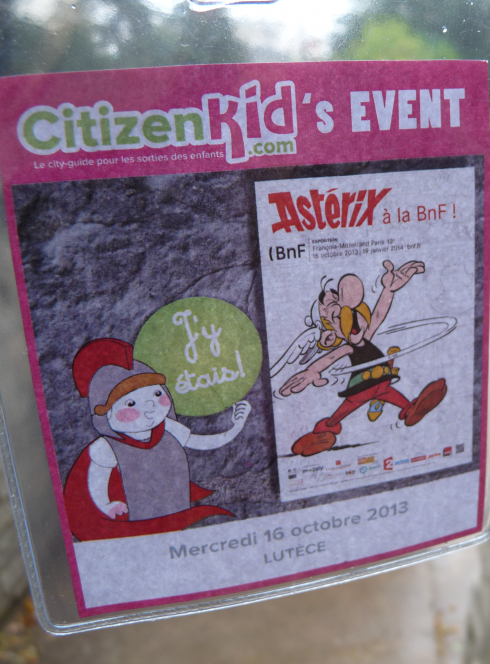 CitizenKid's EVENT
.com
Le city-guide pour les sorties des enfants
Astérix à la BnF !
(BnF
EXPOSITION
François-Mitterrand Paris 13e
16 octobre 2013 | 19 janvier 2014 bnf.fr
J'y
étais!
2
Mercredi 16 octobre 2013
LUTÈCE